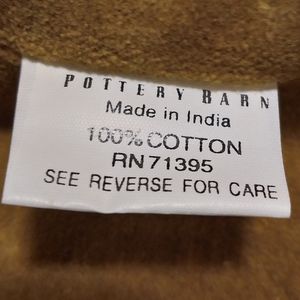 POTTERY BARN
Made in India
100% COTTON
RN 71395
SEE REVERSE FOR CARE